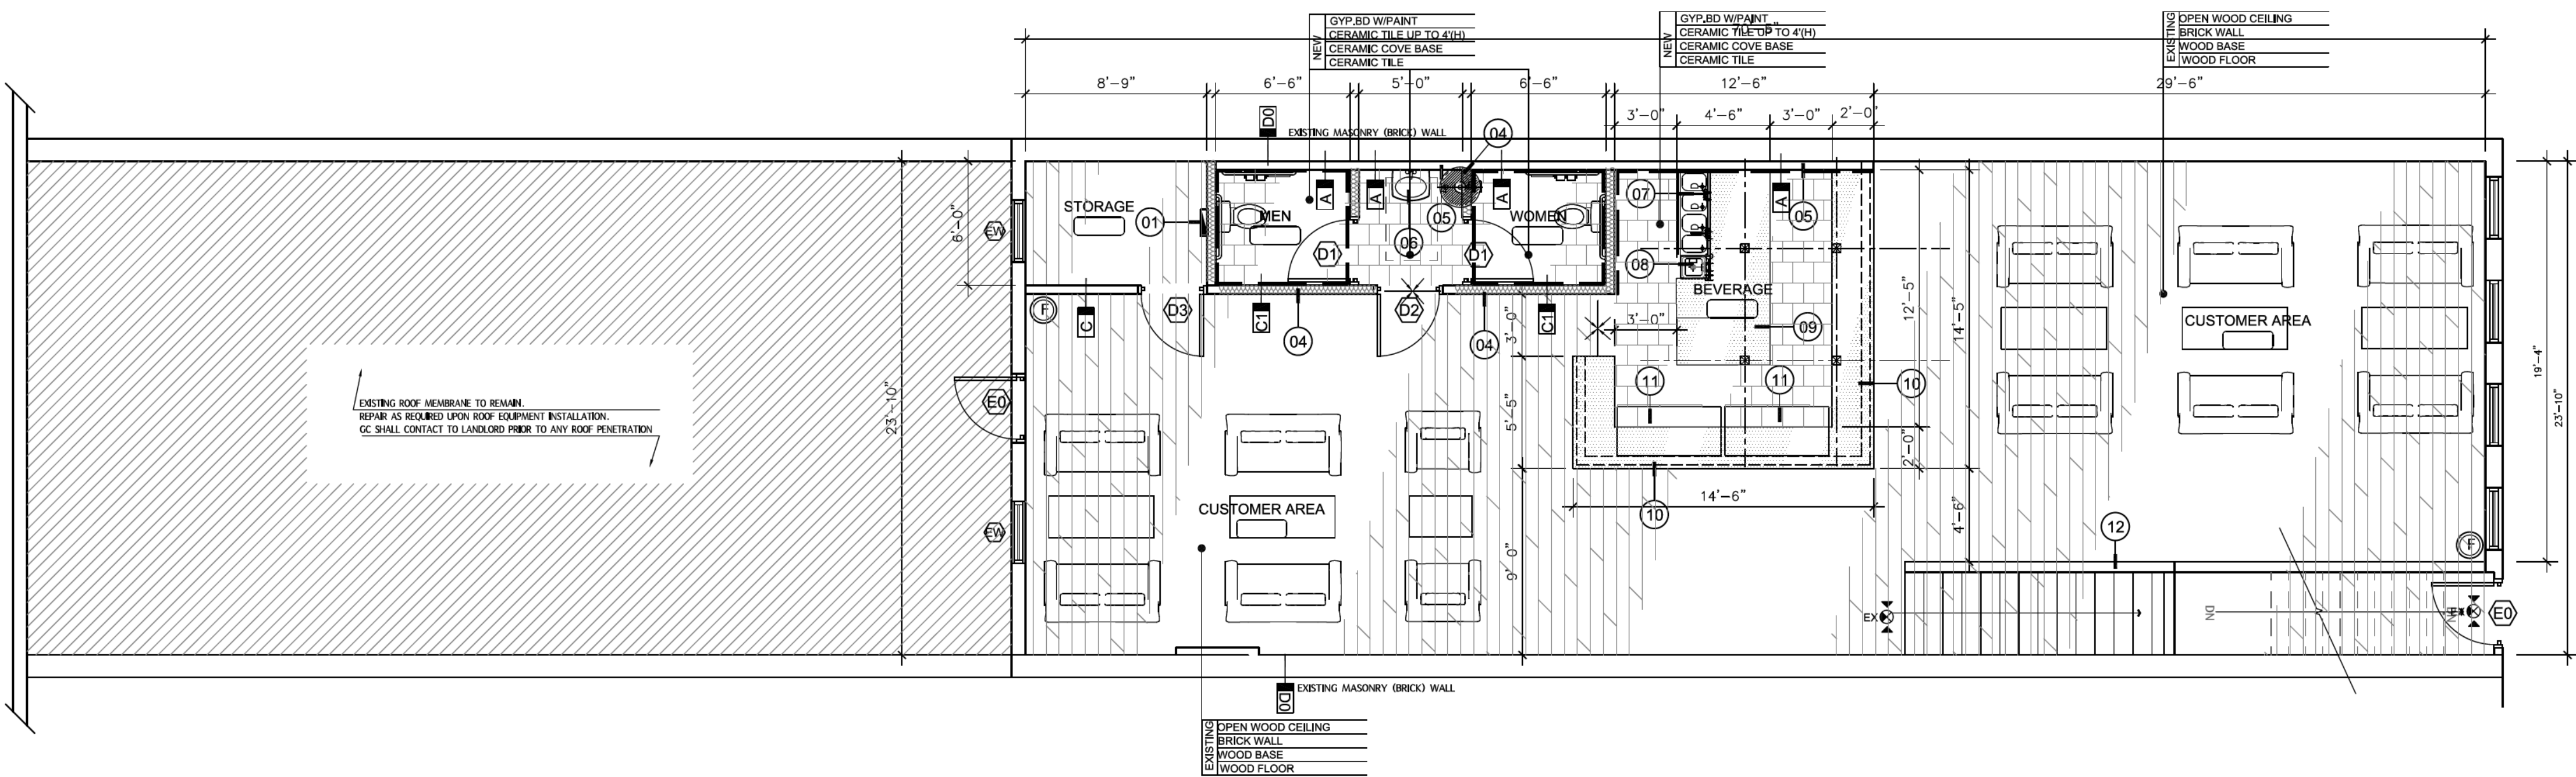 NEW
GYP.BD W/PAINT
CERAMIC TILE UP TO 4'(H)
CERAMIC COVE BASE
CERAMIC TILE
NEW
GYP.BD W/PAINT
CERAMIC TILE UP TO 4'(H)
CERAMIC COVE BASE
CERAMIC TILE
EXISTING
OPEN WOOD CEILING
BRICK WALL
WOOD BASE
WOOD FLOOR
8'-9"
6'-6"
5'-0"
6'-6"
12'-6"
29'-6"
3'-0"
4'-6"
3'-0"
2'-0
D0
EXISTING MASONRY (BRICK) WALL
04
STORAGE
01
6'-0"
EW
MEN
A
A
A
05
06
WOMEN
D1
D1
07
08
A
05
BEVERAGE
09
F
C
D3
C1
04
D2
04
C1
3'-0"
3'-0"
12'-5"
14'-5"
CUSTOMER AREA
19'-4"
23'-10"
11
11
10
EXISTING ROOF MEMBRANE TO REMAIN.
REPAIR AS REQUIRED UPON ROOF EQUIPMENT INSTALLATION.
GC SHALL CONTACT TO LANDLORD PRIOR TO ANY ROOF PENETRATION
23'-10"
E0
5'-5"
2'-0"
14'-6"
10
CUSTOMER AREA
EW
9'-0"
4'-6"
12
F
EX
DN
DN
EX
E0
D0
EXISTING MASONRY (BRICK) WALL
EXISTING
OPEN WOOD CEILING
BRICK WALL
WOOD BASE
WOOD FLOOR